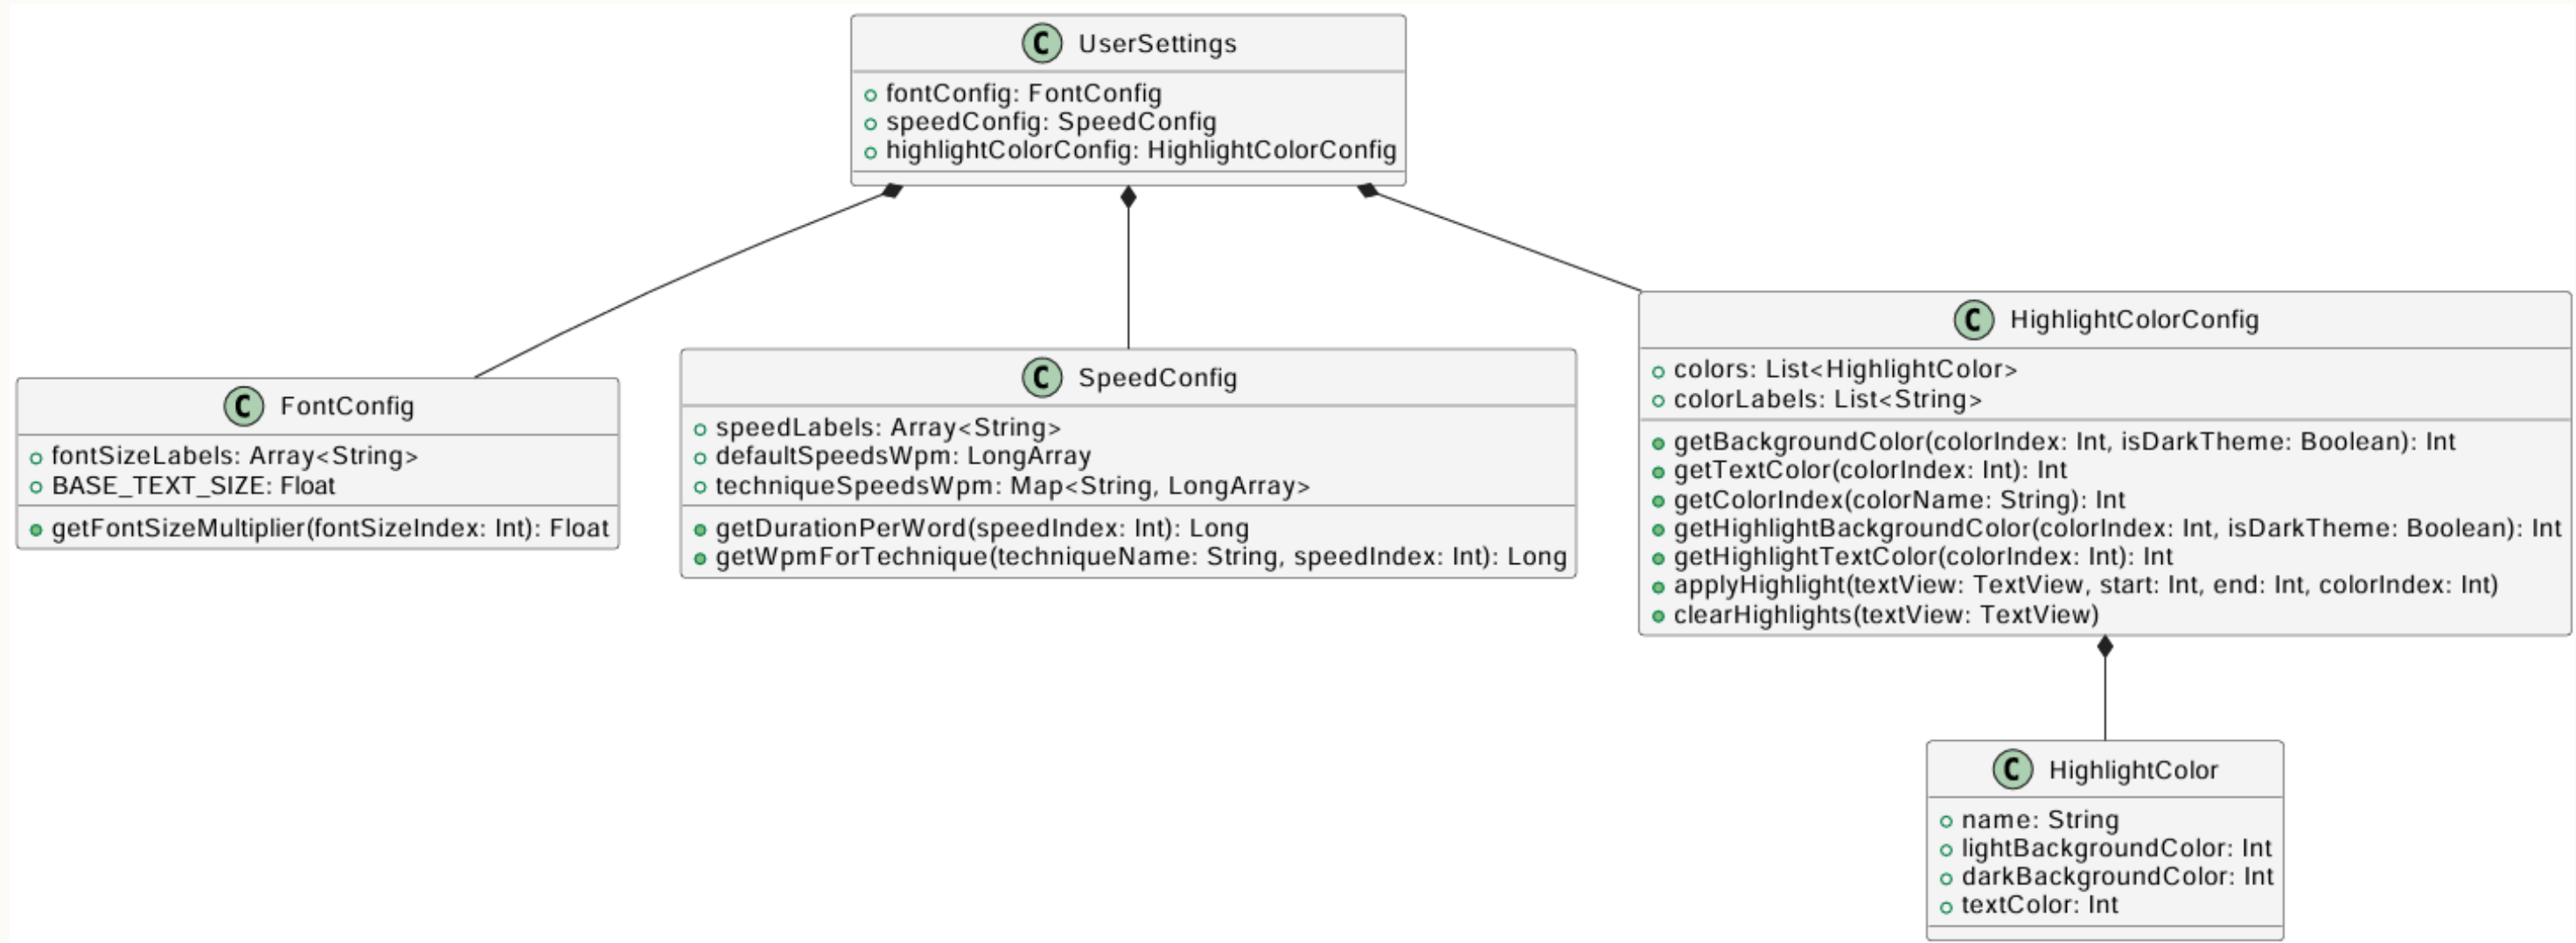 C UserSettings
fontConfig: FontConfig
speedConfig: SpeedConfig
highlightColorConfig: HighlightColorConfig
C FontConfig
fontSizeLabels: Array<String>
BASE_TEXT_SIZE: Float
getFontSizeMultiplier(fontSizeIndex: Int): Float
C SpeedConfig
speedLabels: Array<String>
defaultSpeedsWpm: LongArray
techniqueSpeedsWpm: Map<String, LongArray>
getDurationPerWord(speedIndex: Int): Long
getWpmForTechnique(techniqueName: String, speedIndex: Int): Long
C HighlightColorConfig
colors: List<HighlightColor>
colorLabels: List<String>
getBackgroundColor(colorIndex: Int, isDarkTheme: Boolean): Int
getTextColor(colorIndex: Int): Int
getColorIndex(colorName: String): Int
getHighlightBackgroundColor(colorIndex: Int, isDarkTheme: Boolean): Int
getHighlightTextColor(colorIndex: Int): Int
applyHighlight(textView: TextView, start: Int, end: Int, colorIndex: Int)
clearHighlights(textView: TextView)
C HighlightColor
name: String
lightBackgroundColor: Int
darkBackgroundColor: Int
textColor: Int